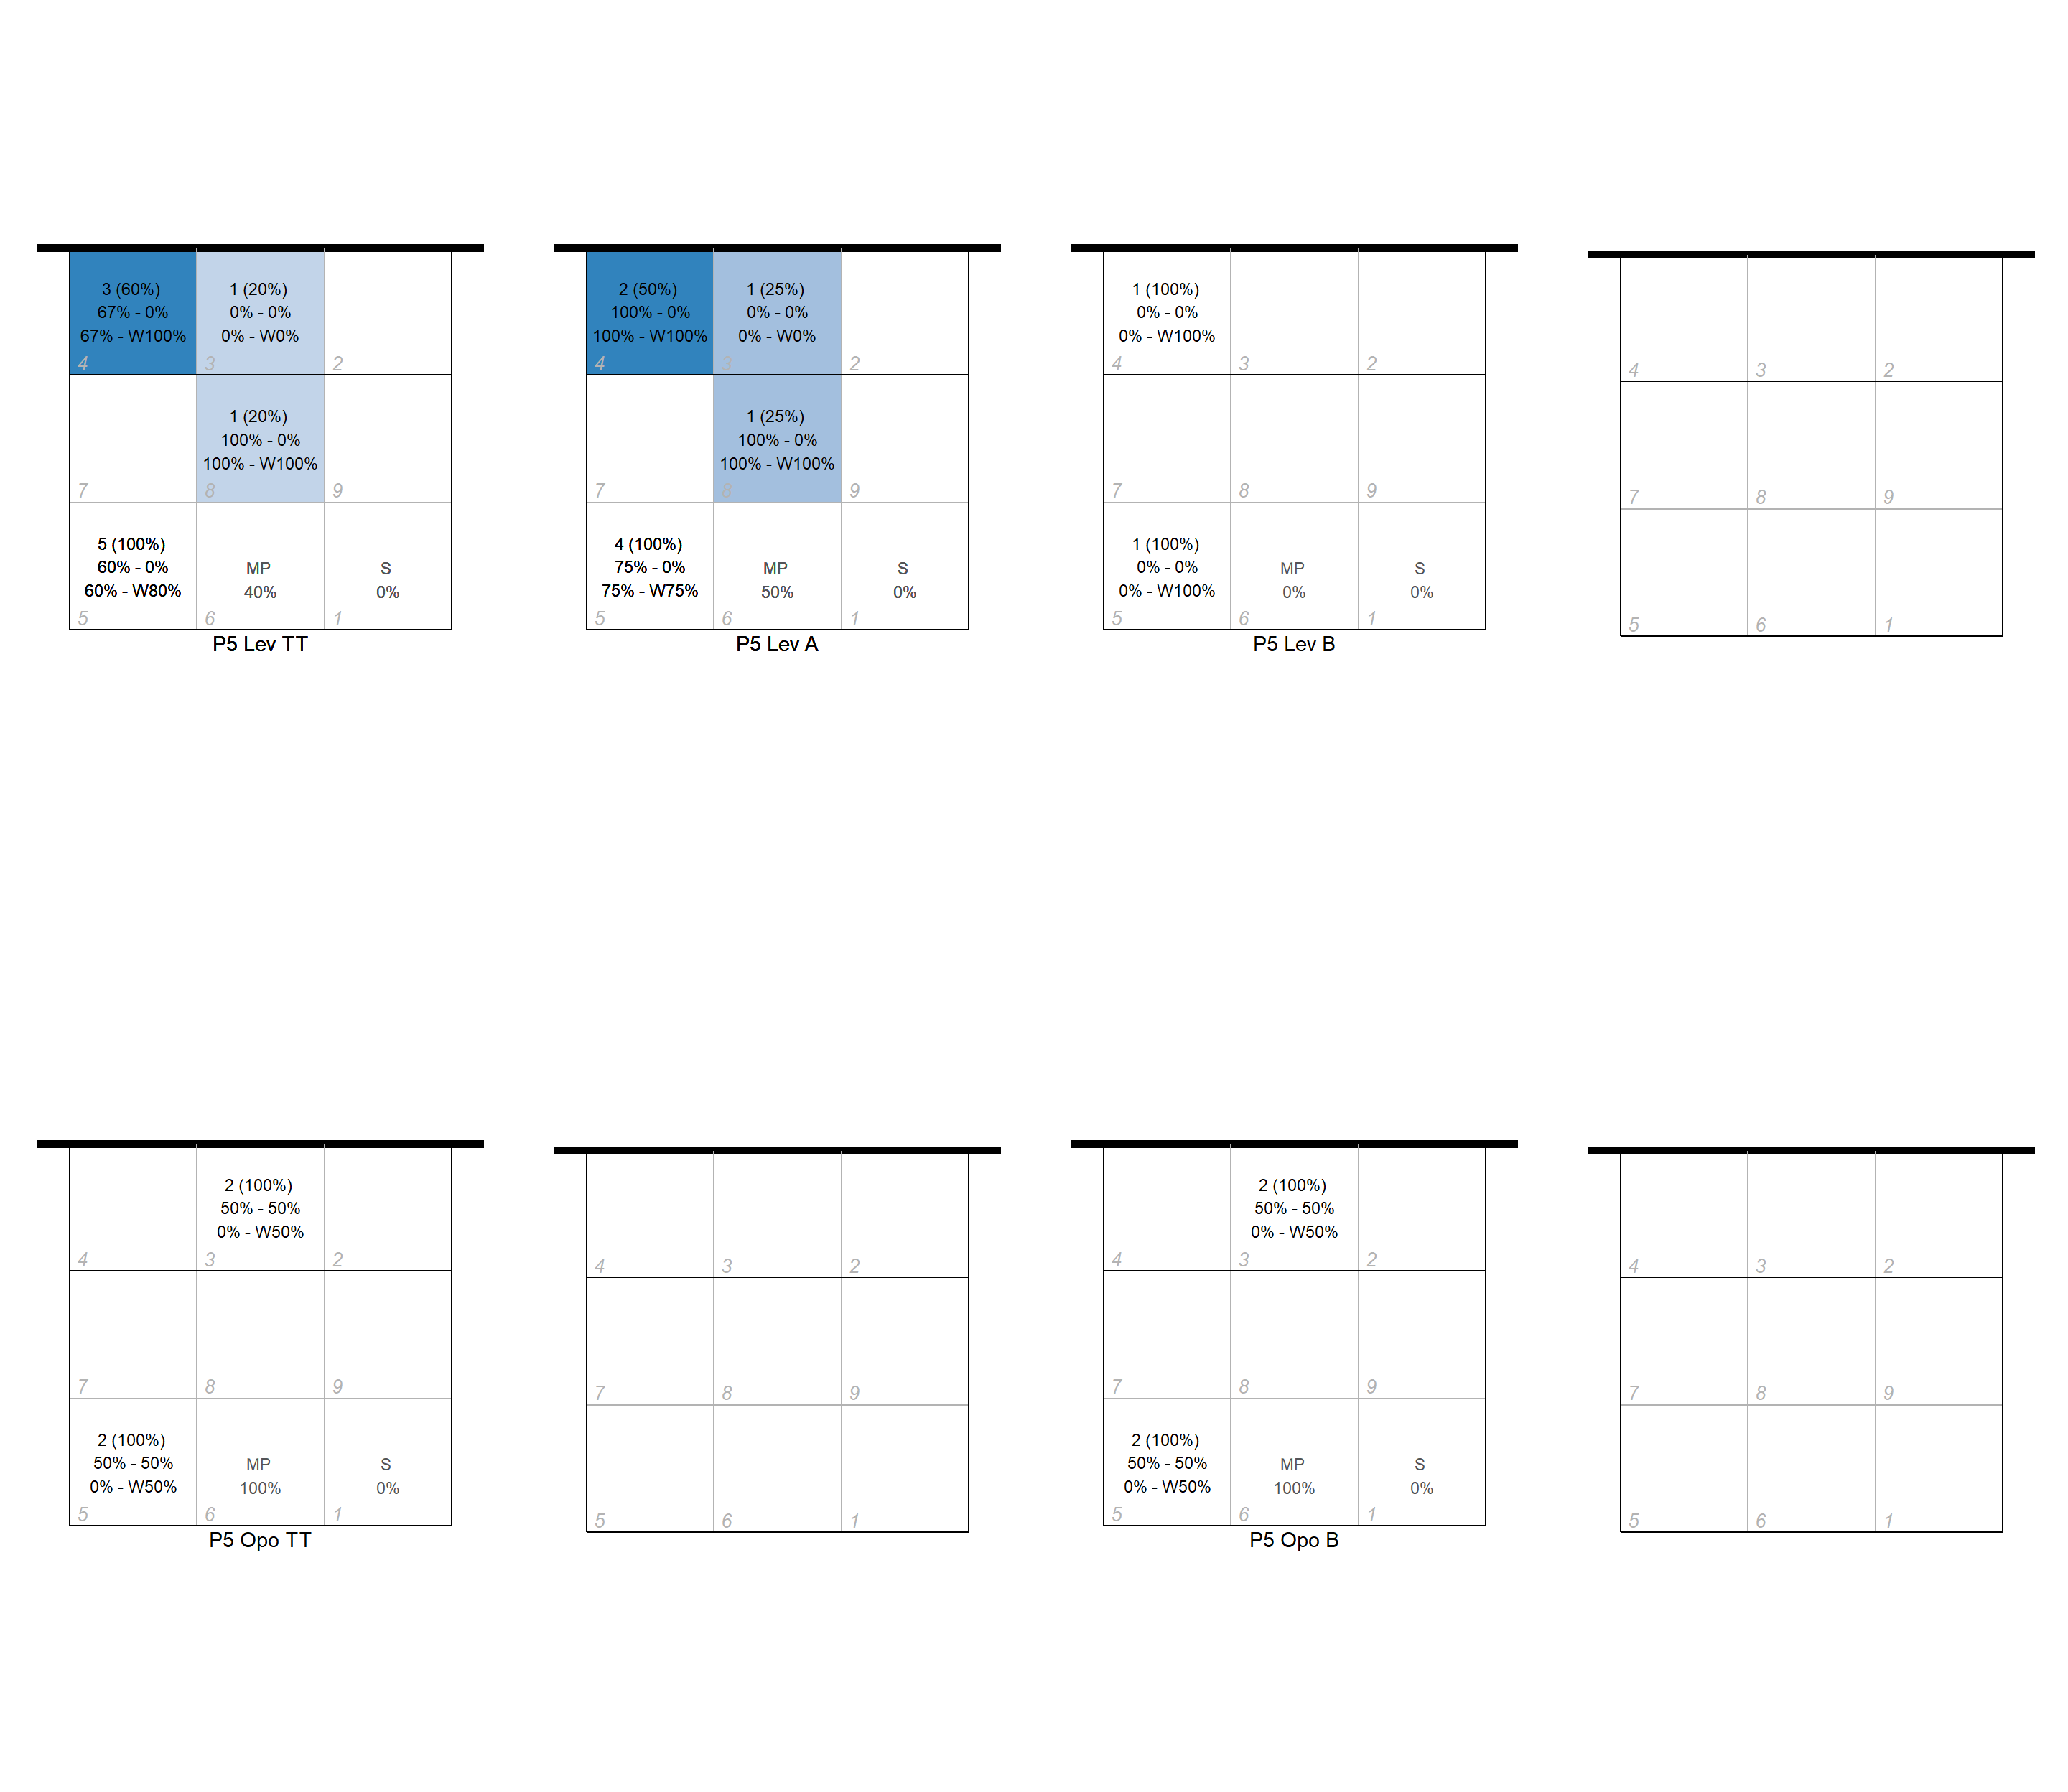 3 (60%)
67% - 0%
67% - W100%
4
1 (20%)
0% - 0%
0% - W0%
3
2
7
1 (20%)
100% - 0%
100% - W100%
8
9
5 (100%)
60% - 0%
60% - W80%
5
MP
40%
6
S
0%
1
P5 Lev TT
2 (50%)
100% - 0%
100% - W100%
4
1 (25%)
0% - 0%
0% - W0%
3
2
7
1 (25%)
100% - 0%
100% - W100%
8
9
4 (100%)
75% - 0%
75% - W75%
5
MP
50%
6
S
0%
1
P5 Lev A
1 (100%)
0% - 0%
0% - W100%
4
3
2
7
8
9
1 (100%)
0% - 0%
0% - W100%
5
MP
0%
6
S
0%
1
P5 Lev B
4
3
2
7
8
9
5
6
1
4
2 (100%)
50% - 50%
0% - W50%
3
2
7
8
9
2 (100%)
50% - 50%
0% - W50%
5
MP
100%
6
S
0%
1
P5 Opo TT
4
3
2
7
8
9
5
6
1
4
2 (100%)
50% - 50%
0% - W50%
3
2
7
8
9
2 (100%)
50% - 50%
0% - W50%
5
MP
100%
6
S
0%
1
P5 Opo B
4
3
2
7
8
9
5
6
1